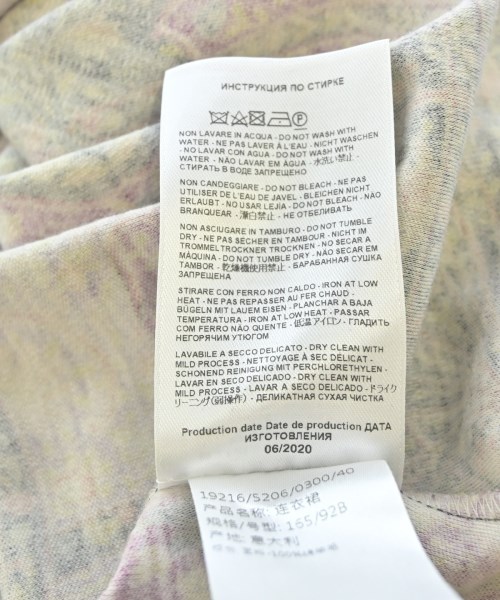 ИНСТРУКЦИЯ ПО СТИРКЕ
NON LAVARE IN ACQUA - DO NOT WASH WITH
WATER - NE PAS LAVER À L'EAU - NICHT WASCHEN
- NO LAVAR CON AGUA - DO NOT WASH WITH
WATER - NÃO LAVAR EM ÁGUA - 水洗い禁止 -
СТИРАТЬ В ВОДЕ ЗАПРЕЩЕНО
NON CANDEGGIARE - DO NOT BLEACH - NE PAS
UTILISER DE L'EAU DE JAVEL - BLEICHEN NICHT
ERLAUBT - NO USAR LEJÍA - DO NOT BLEACH - NÃO
BRANQUEAR - 漂白禁止 - НЕ ОТБЕЛИВАТЬ
NON ASCIUGARE IN TAMBURO - DO NOT TUMBLE
DRY - NE PAS SÉCHER EN TAMBOUR - NICHT IM
TROMMELTROCKNER TROCKNEN - NO SECAR A
MÁQUINA - DO NOT TUMBLE DRY - NÃO SECAR EM
TAMBOR - 乾燥機使用禁止 - БАРАБАННАЯ СУШКА
ЗАПРЕЩЕНА
STIRARE CON FERRO NON CALDO - IRON AT LOW
HEAT - NE PAS REPASSER AU FER CHAUD -
BÜGELN MIT LAUEM EISEN - PLANCHAR A BAJA
TEMPERATURA - IRON AT LOW HEAT - PASSAR
COM FERRO NÃO QUENTE - 低温 アイロン - ГЛАДИТЬ
НЕГОРЯЧИМ УТЮГОМ
LAVABILE A SECCO DELICATO - DRY CLEAN WITH
MILD PROCESS - NETTOYAGE À SEC DÉLICAT -
SCHONEND REINIGUNG MIT PERCHLORETHYLEN -
LAVAR EN SECO DELICADO - DRY CLEAN WITH
MILD PROCESS - LAVAR A SECO DELICADO - ドライク
リーニング(弱操作) - ДЕЛИКАТНАЯ СУХАЯ ЧИСТКА
Production date Date de production ДАТА
ИЗГОТОВЛЕНИЯ
06/2020
19216/5206/0300/40
产品名称: 连衣裙
规格/号型: 165/92B
产地: 意大利